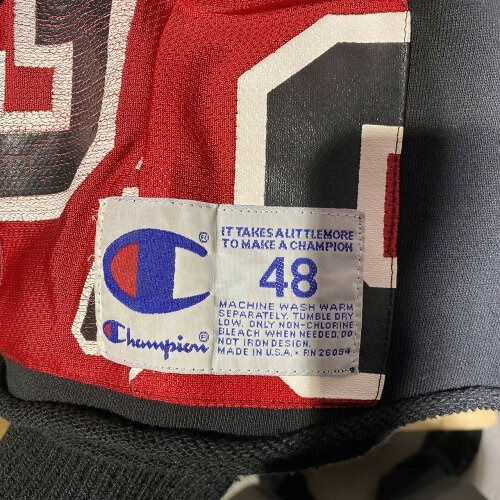 IT TAKES A LITTLE MORE
TO MAKE A CHAMPION
®
48
Champion®
MACHINE WASH WARM
SEPARATELY. TUMBLE DRY
LOW. ONLY NON-CHLORINE
BLEACH WHEN NEEDED. DO
NOT IRON DESIGN.
MADE IN U.S.A. • RN 26094